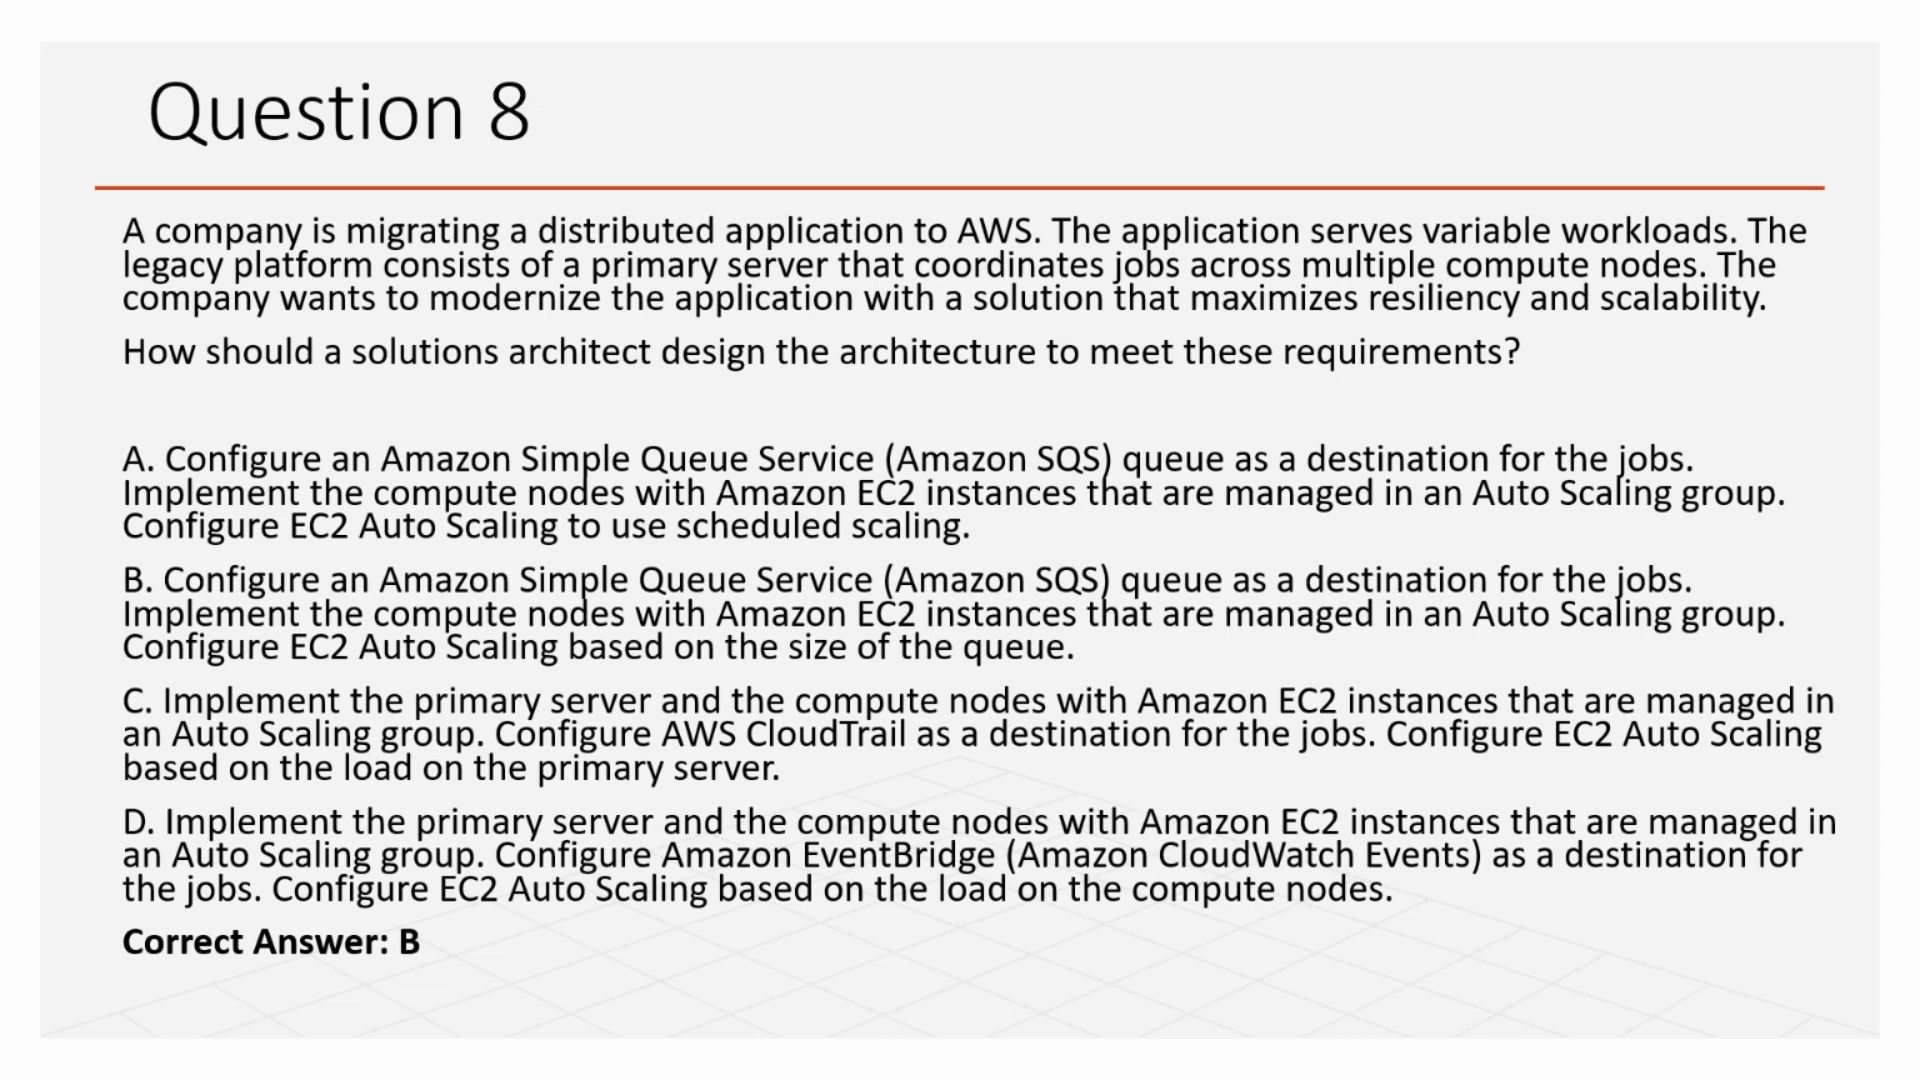 Question 8
A company is migrating a distributed application to AWS. The application serves variable workloads. The
legacy platform consists of a primary server that coordinates jobs across multiple compute nodes. The
company wants to modernize the application with a solution that maximizes resiliency and scalability.
How should a solutions architect design the architecture to meet these requirements?
A. Configure an Amazon Simple Queue Service (Amazon SQS) queue as a destination for the jobs.
Implement the compute nodes with Amazon EC2 instances that are managed in an Auto Scaling group.
Configure EC2 Auto Scaling to use scheduled scaling.
B. Configure an Amazon Simple Queue Service (Amazon SQS) queue as a destination for the jobs.
Implement the compute nodes with Amazon EC2 instances that are managed in an Auto Scaling group.
Configure EC2 Auto Scaling based on the size of the queue.
C. Implement the primary server and the compute nodes with Amazon EC2 instances that are managed in
an Auto Scaling group. Configure AWS CloudTrail as a destination for the jobs. Configure EC2 Auto Scaling
based on the load on the primary server.
D. Implement the primary server and the compute nodes with Amazon EC2 instances that are managed in
an Auto Scaling group. Configure Amazon EventBridge (Amazon CloudWatch Events) as a destination for
the jobs. Configure EC2 Auto Scaling based on the load on the compute nodes.
Correct Answer: B